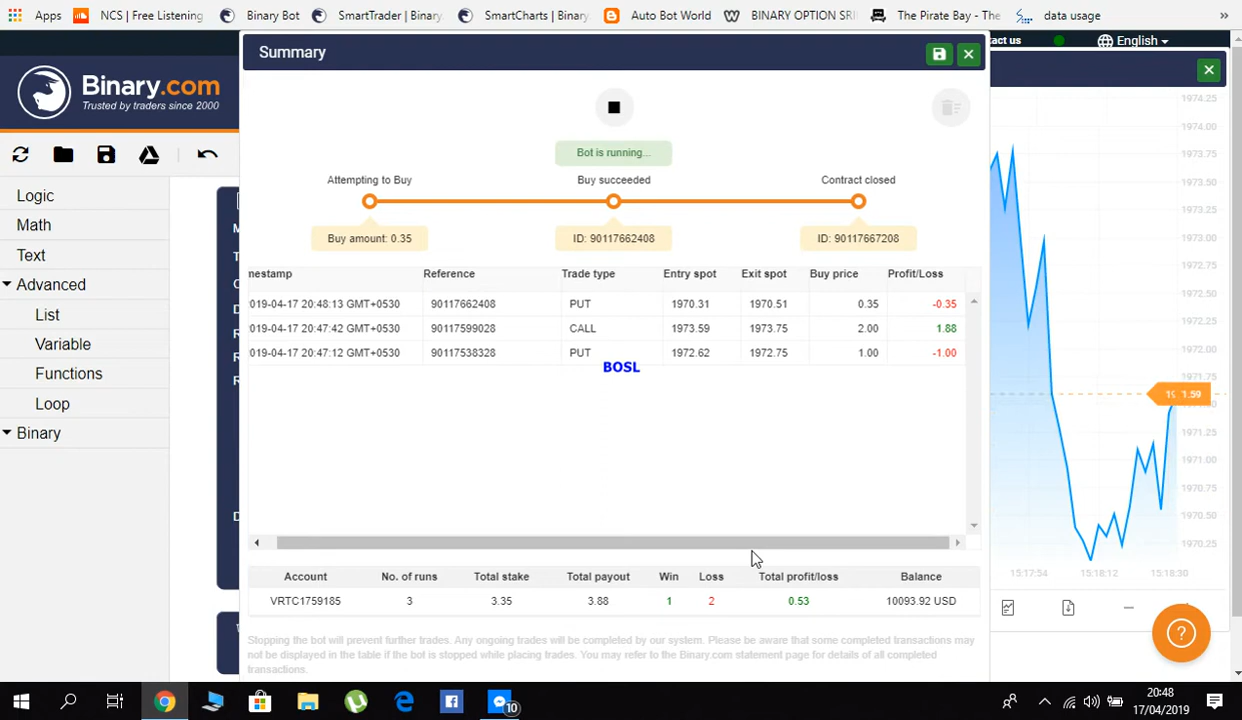 Apps NCS | Free Listening Binary Bot SmartTrader | Binary. SmartCharts | Binary. Auto Bot World BINARY OPTION SRI The Pirate Bay - The data usage »
Summary
act us English
Binary.com
Trusted by traders since 2000
Bot is running...
Attempting to Buy Buy succeeded Contract closed
Buy amount: 0.35 ID: 90117662408 ID: 90117667208
nestamp Reference Trade type Entry spot Exit spot Buy price Profit/Loss
019-04-17 20:48:13 GMT+0530 90117662408 PUT 1970.31 1970.51 0.35 -0.35
019-04-17 20:47:42 GMT+0530 90117599028 CALL 1973.59 1973.75 2.00 1.88
019-04-17 20:47:12 GMT+0530 90117538328 PUT 1972.62 1972.75 1.00 -1.00
BOSL
Logic
Math
Text
Advanced
List
Variable
Functions
Loop
Binary
1974.25
1974.00
1973.75
1973.50
1973.25
1973.00
1972.75
1972.50
1972.25
1972.00
1971.75
1.59
1971.25
1971.00
1970.75
1970.50
1970.25
15:17:54 15:18:12 15:18:30
Account No. of runs Total stake Total payout Win Loss Total profit/loss Balance
VRTC1759185 3 3.35 3.88 1 2 0.53 10093.92 USD
Stopping the bot will prevent further trades. Any ongoing trades will be completed by our system. Please be aware that some completed transactions may
not be displayed in the table if the bot is stopped while placing trades. You may refer to the Binary.com statement page for details of all completed
transactions.
?
10
20:48
17/04/2019